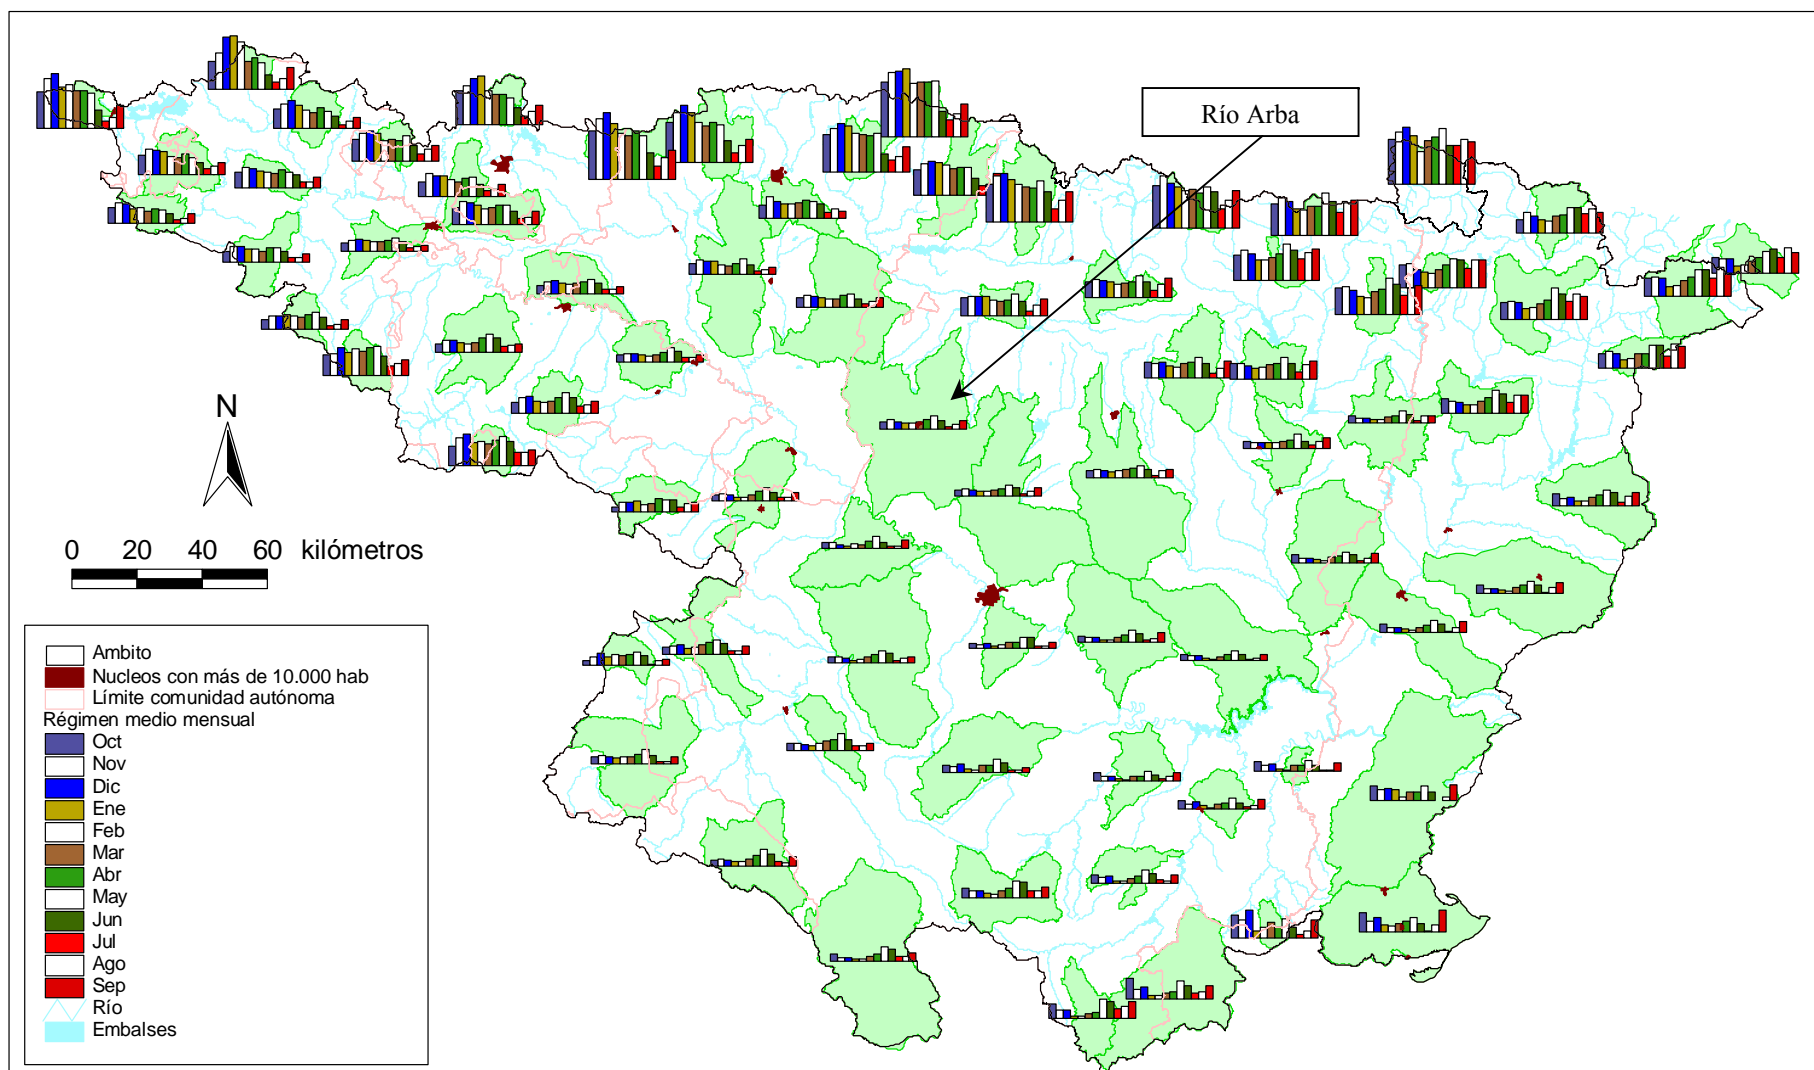 Río Arba
N
0 20 40 60 kilómetros
Ambito
Nucleos con más de 10.000 hab
Límite comunidad autónoma
Régimen medio mensual
Oct
Nov
Dic
Ene
Feb
Mar
Abr
May
Jun
Jul
Ago
Sep
Río
Embalses